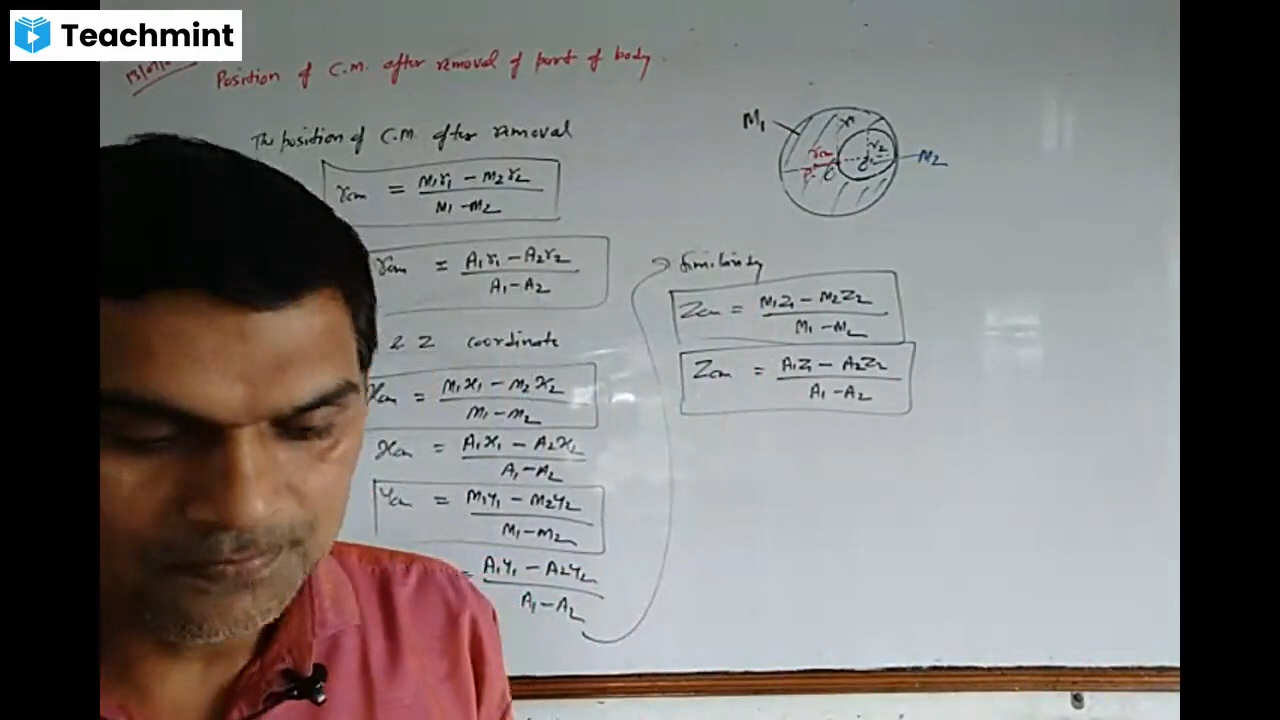 Teachmint
Position of C.M. after removal of part of body.
The position of C.M. after removal
rcm = M1r1 - M2r2 / M1 - M2
rcm = A1r1 - A2r2 / A1 - A2
& Z coordinate
Xcm = M1x1 - M2x2 / M1 - M2
Xcm = A1x1 - A2x2 / A1 - A2
Ycm = M1y1 - M2y2 / M1 - M2
= A1y1 - A2y2 / A1 - A2
M1
r2
M2
rcm
Similarly
Zcm = M1Z1 - M2Z2 / M1 - M2
Zcm = A1Z1 - A2Z2 / A1 - A2